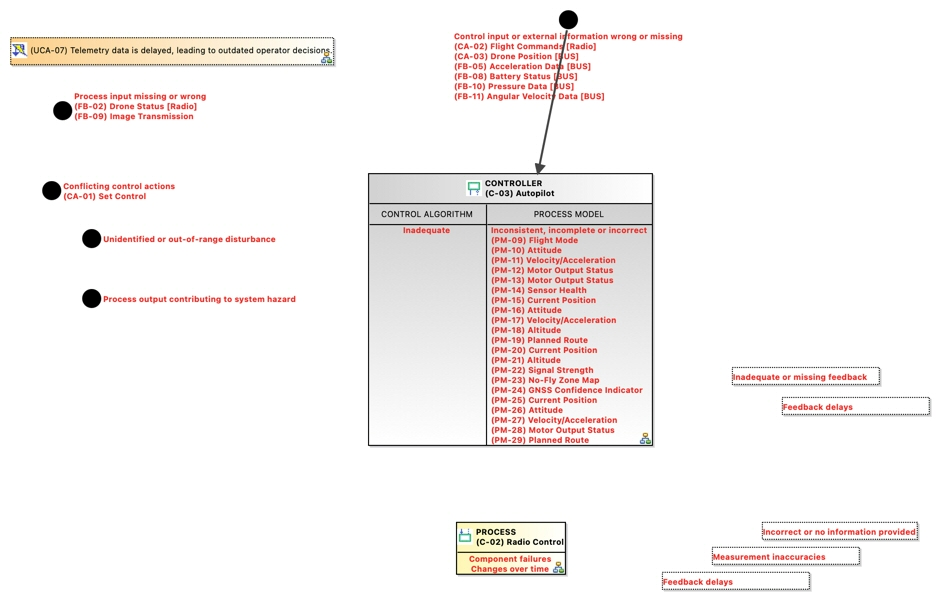 (UCA-07) Telemetry data is delayed, leading to outdated operator decisions.
Control input or external information wrong or missing
(CA-02) Flight Commands [Radio]
(CA-03) Drone Position [BUS]
(FB-05) Acceleration Data [BUS]
(FB-08) Battery Status [BUS]
(FB-10) Pressure Data [BUS]
(FB-11) Angular Velocity Data [BUS]
Process input missing or wrong
(FB-02) Drone Status [Radio]
(FB-09) Image Transmission
Conflicting control actions
(CA-01) Set Control
Unidentified or out-of-range disturbance
Process output contributing to system hazard
CONTROLLER
(C-03) Autopilot
CONTROL ALGORITHM
PROCESS MODEL
Inadequate
Inconsistent, incomplete or incorrect
(PM-09) Flight Mode
(PM-10) Attitude
(PM-11) Velocity/Acceleration
(PM-12) Motor Output Status
(PM-13) Motor Output Status
(PM-14) Sensor Health
(PM-15) Current Position
(PM-16) Attitude
(PM-17) Velocity/Acceleration
(PM-18) Altitude
(PM-19) Planned Route
(PM-20) Current Position
(PM-21) Altitude
(PM-22) Signal Strength
(PM-23) No-Fly Zone Map
(PM-24) GNSS Confidence Indicator
(PM-25) Current Position
(PM-26) Attitude
(PM-27) Velocity/Acceleration
(PM-28) Motor Output Status
(PM-29) Planned Route
Inadequate or missing feedback
Feedback delays
PROCESS
(C-02) Radio Control
Component failures
Changes over time
Incorrect or no information provided
Measurement inaccuracies
Feedback delays